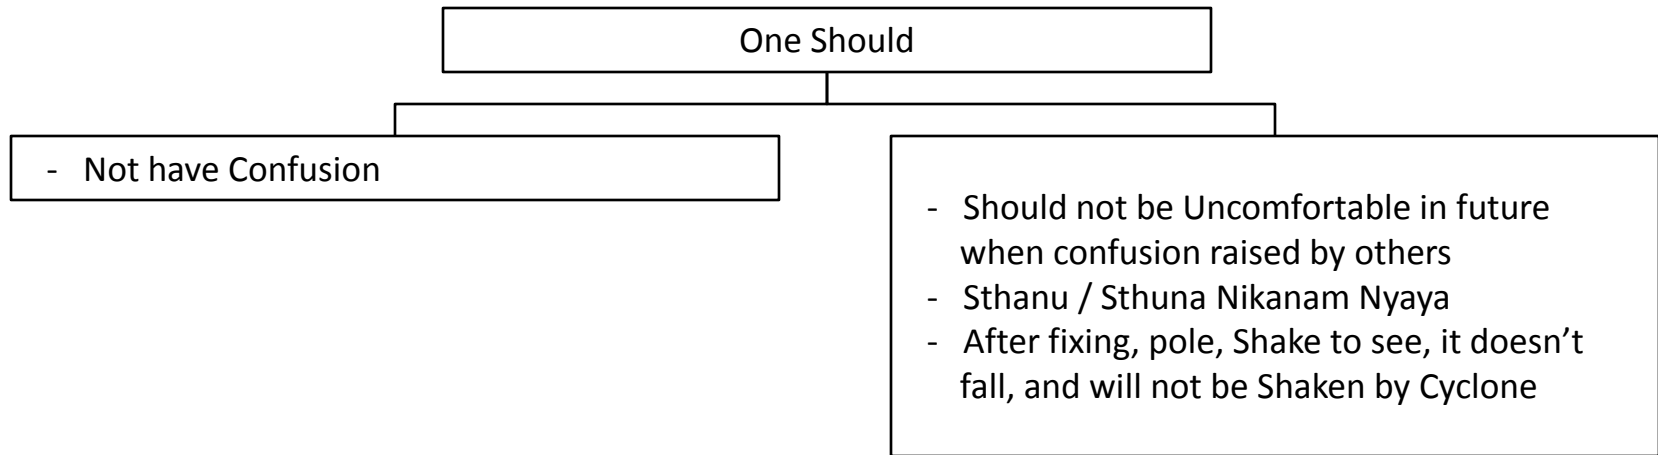 One Should
- Not have Confusion
- Should not be Uncomfortable in future
when confusion raised by others
- Sthanu / Sthuna Nikanam Nyaya
- After fixing, pole, Shake to see, it doesn’t
fall, and will not be Shaken by Cyclone